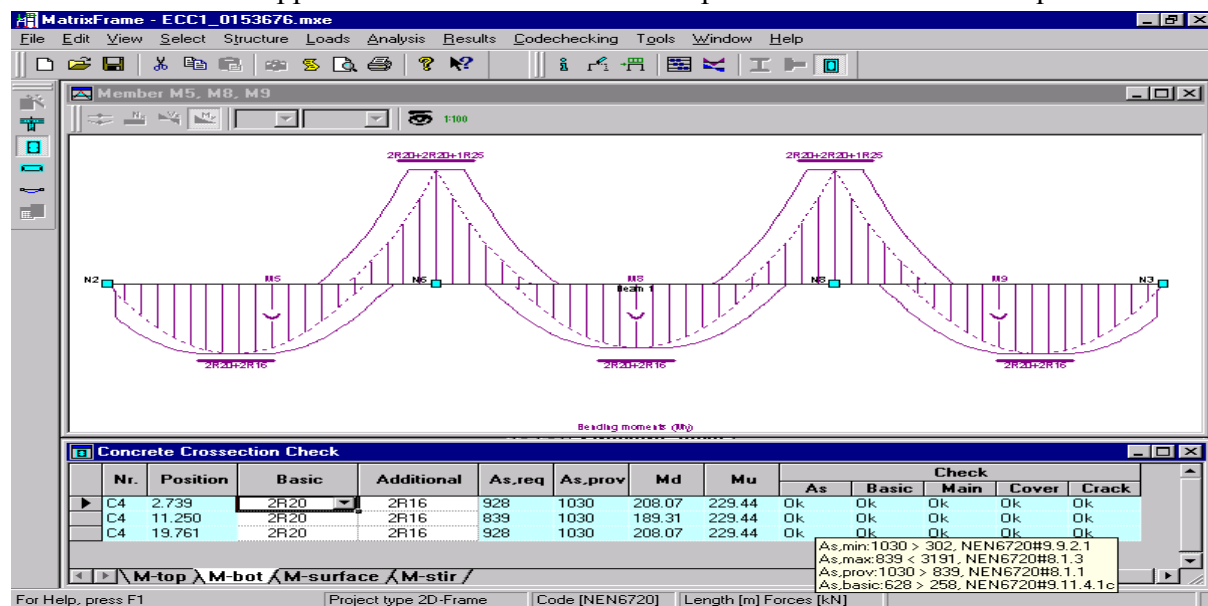 MatrixFrame - ECC1_0153676.mxe
File Edit View Select Structure Loads Analysis Results Codechecking Tools Window Help
Member M5, M8, M9
1:100
2R20+2R20+1R25 2R20+2R20+1R25
N2 M5 N6 M8 N8 M9 N3
Beam 1
2R20+2R16 2R20+2R16 2R20+2R16
Bending moments (My)
Concrete Crossection Check
Nr. Position Basic Additional As,req As,prov Md Mu Check
As Basic Main Cover Crack
C4 2.739 2R20 2R16 928 1030 208.07 229.44 Ok Ok Ok Ok Ok
C4 11.250 2R20 2R16 839 1030 189.31 229.44 Ok Ok Ok Ok Ok
C4 19.761 2R20 2R16 928 1030 208.07 229.44 Ok Ok Ok Ok Ok
As,min:1030 > 302, NEN6720#9.9.2.1
As,max:839 < 3191, NEN6720#8.1.3
As,prov:1030 > 839, NEN6720#8.1.1
As,basic:628 > 258, NEN6720#9.11.4.1c
M-top M-bot M-surface M-stir
For Help, press F1 Project type 2D-Frame Code [NEN6720] Length [m] Forces [kN]